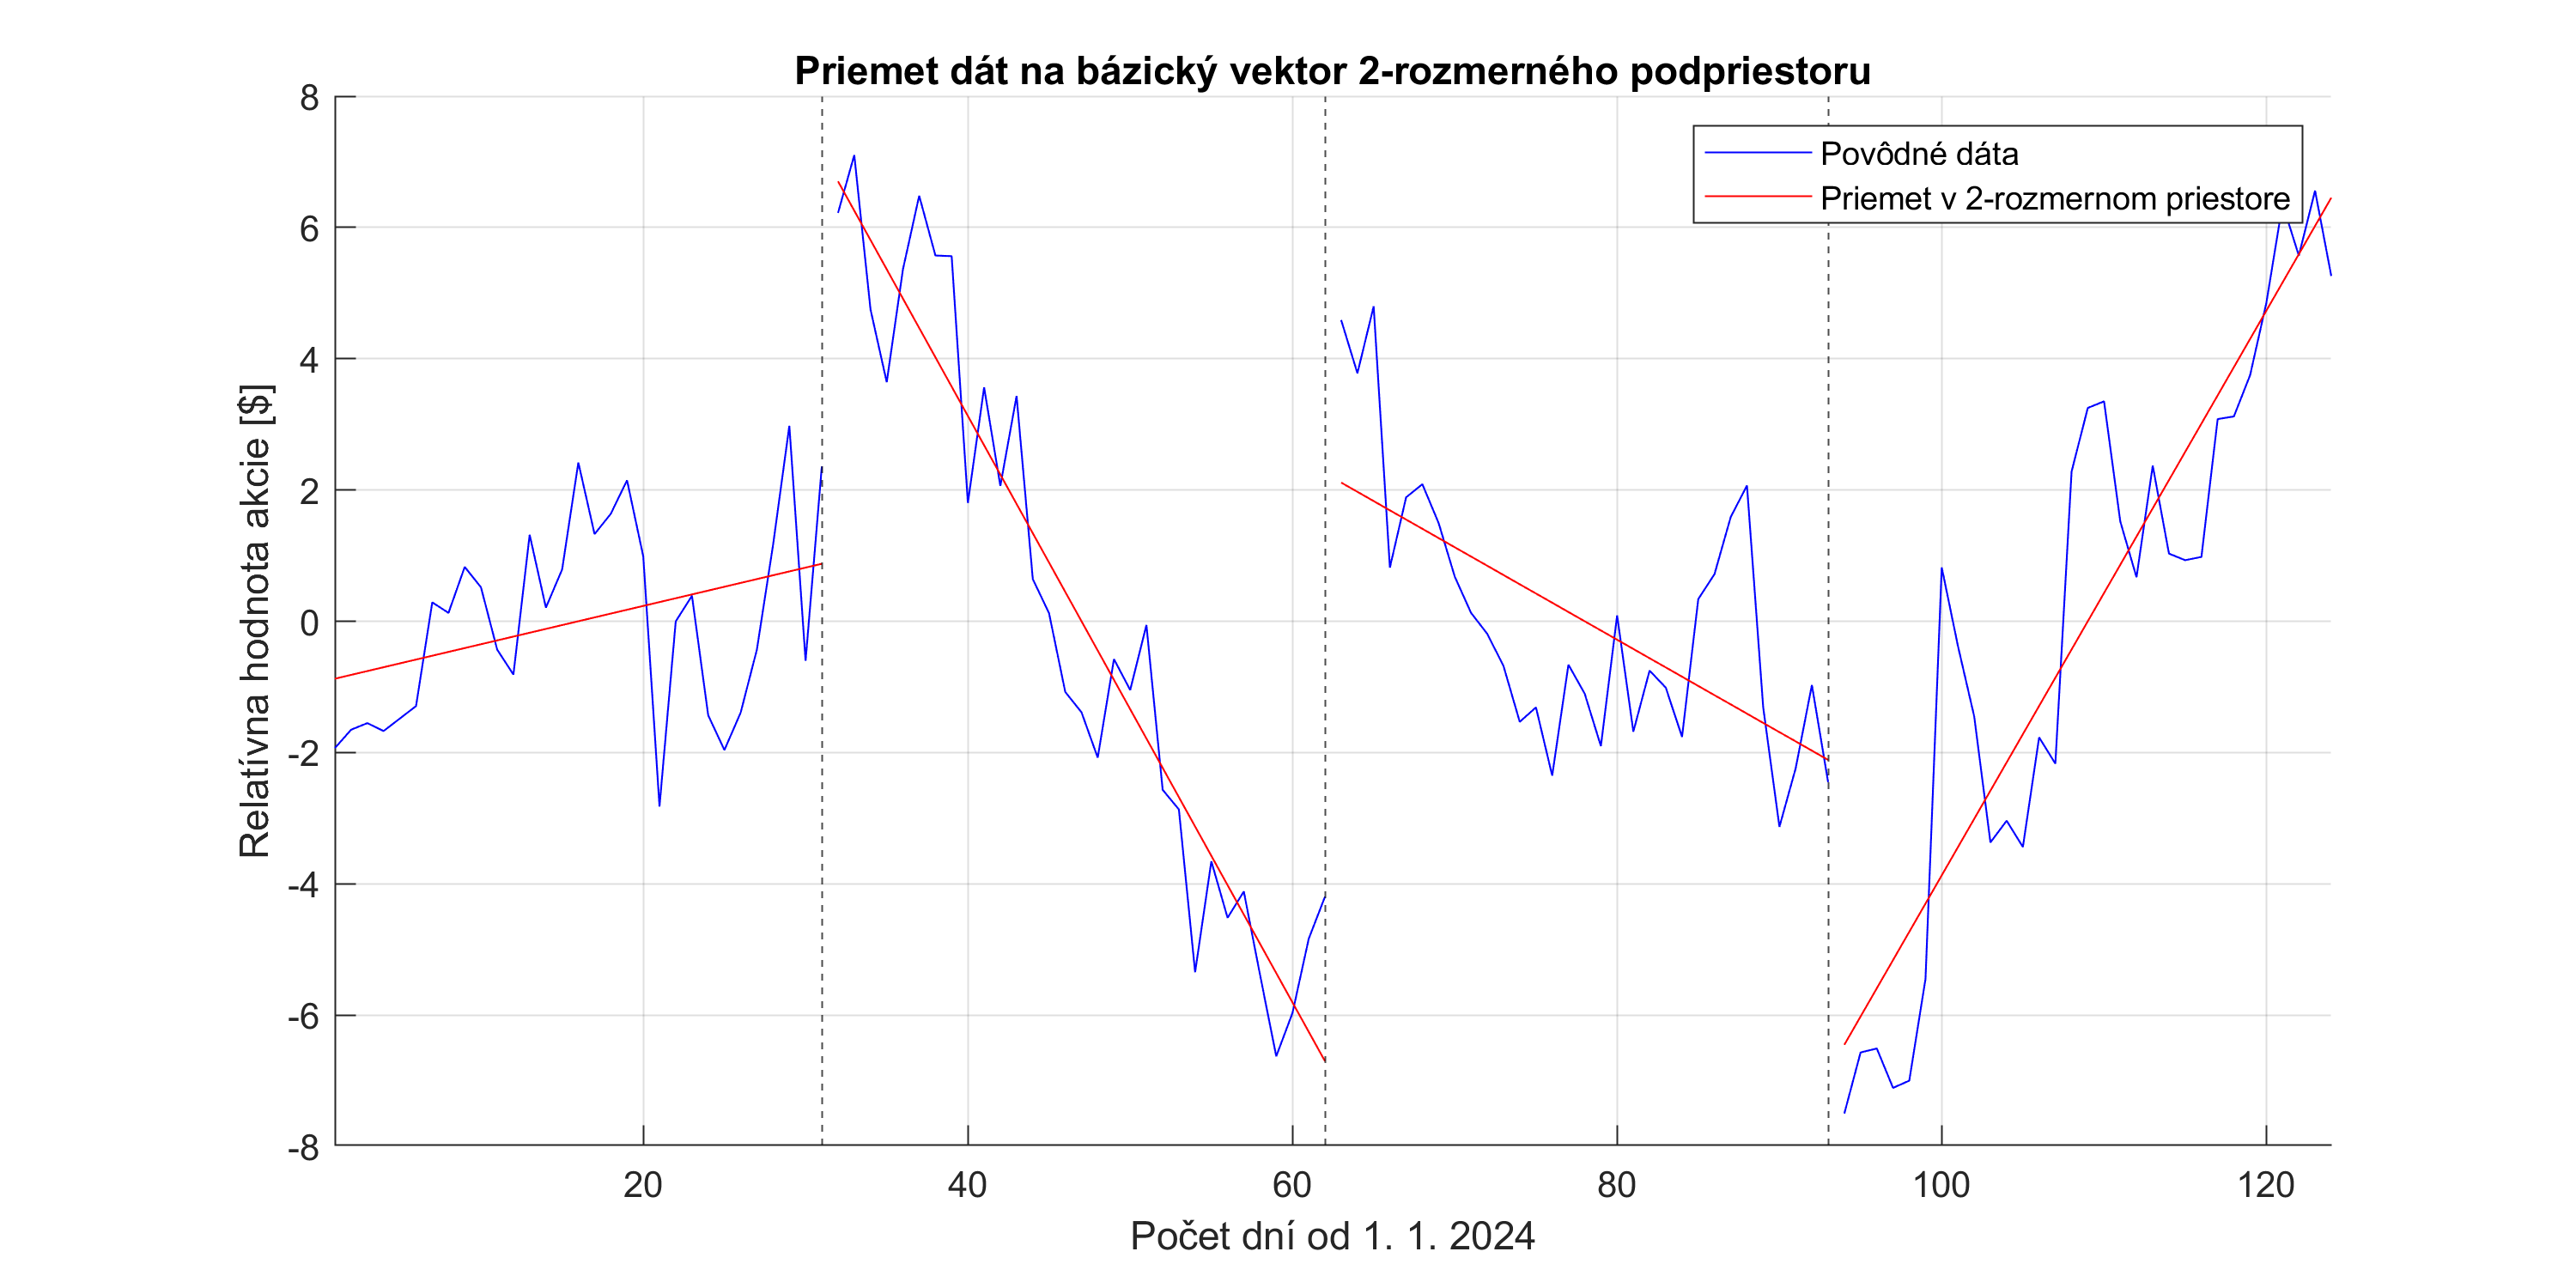 Priemet dát na bázický vektor 2-rozmerného podpriestoru
Povôdné dáta
Priemet v 2-rozmernom priestore
Relatívna hodnota akcie [$]
8
6
4
2
0
-2
-4
-6
-8
20 40 60 80 100 120
Počet dní od 1. 1. 2024